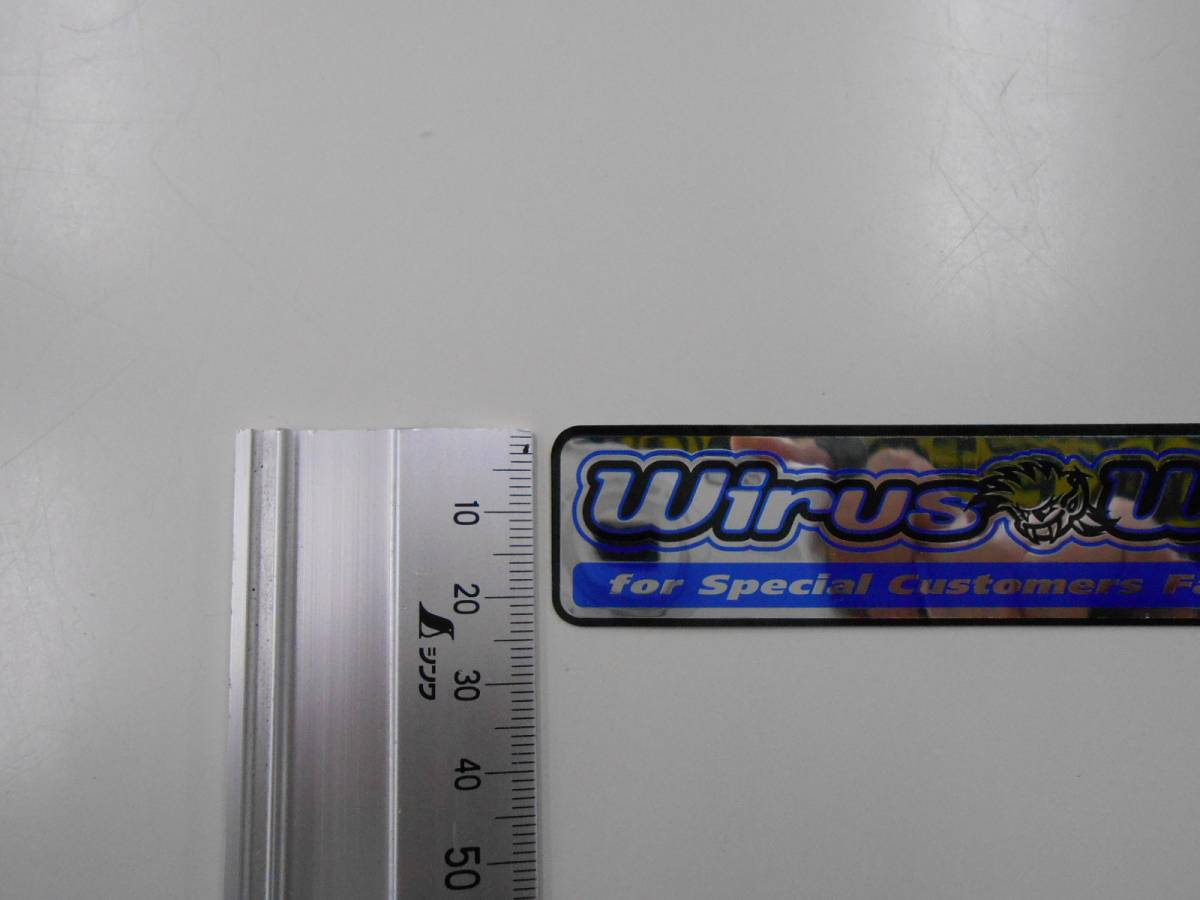 Wirus
for Special Customers
10
20
30
40
50
シンワ